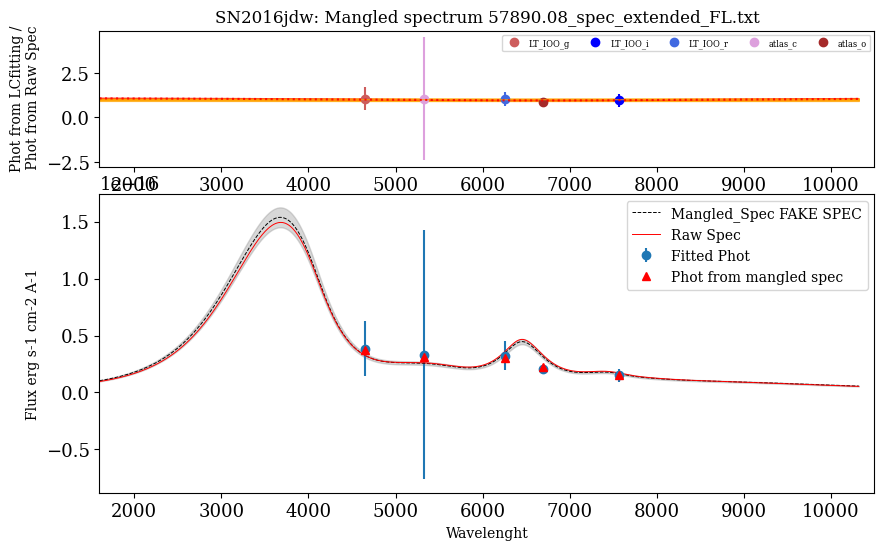 SN2016jdw: Mangled spectrum 57890.08_spec_extended_FL.txt
Phot from LCfitting /
Phot from Raw Spec
LT_IOO_g LT_IOO_i LT_IOO_r atlas_c atlas_o
2.5
0.0
−2.5
2000 3000 4000 5000 6000 7000 8000 9000 10000
1e−16
Mangled_Spec FAKE SPEC
Raw Spec
Fitted Phot
Phot from mangled spec
Flux erg s-1 cm-2 A-1
1.5
1.0
0.5
0.0
−0.5
2000 3000 4000 5000 6000 7000 8000 9000 10000
Wavelenght